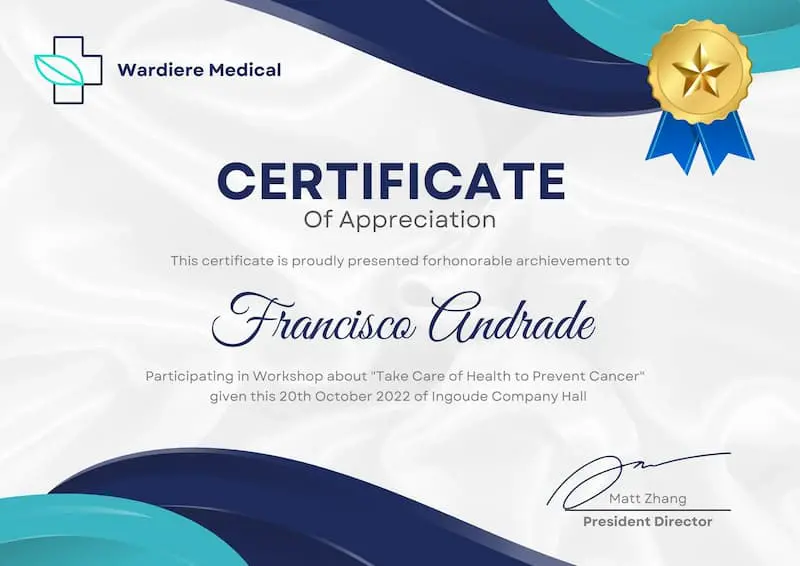 Wardiere Medical
CERTIFICATE
Of Appreciation
This certificate is proudly presented forhonorable archievement to
Francisco Andrade
Participating in Workshop about "Take Care of Health to Prevent Cancer"
given this 20th October 2022 of Ingoude Company Hall
Matt Zhang
President Director